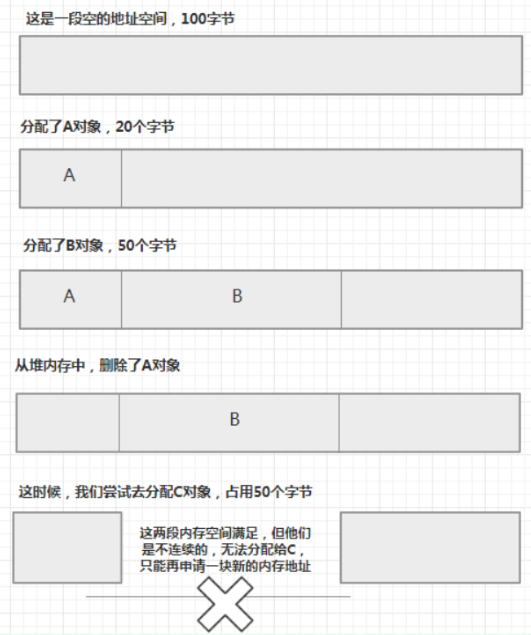 这是一段空的地址空间，100字节
分配了A对象，20个字节
A
分配了B对象，50个字节
A
B
从堆内存中，删除了A对象
B
这时候，我们尝试去分配C对象，占用50个字节
这两段内存空间满足，但他们
是不连续的，无法分配给C，
只能再申请一块新的内存地址